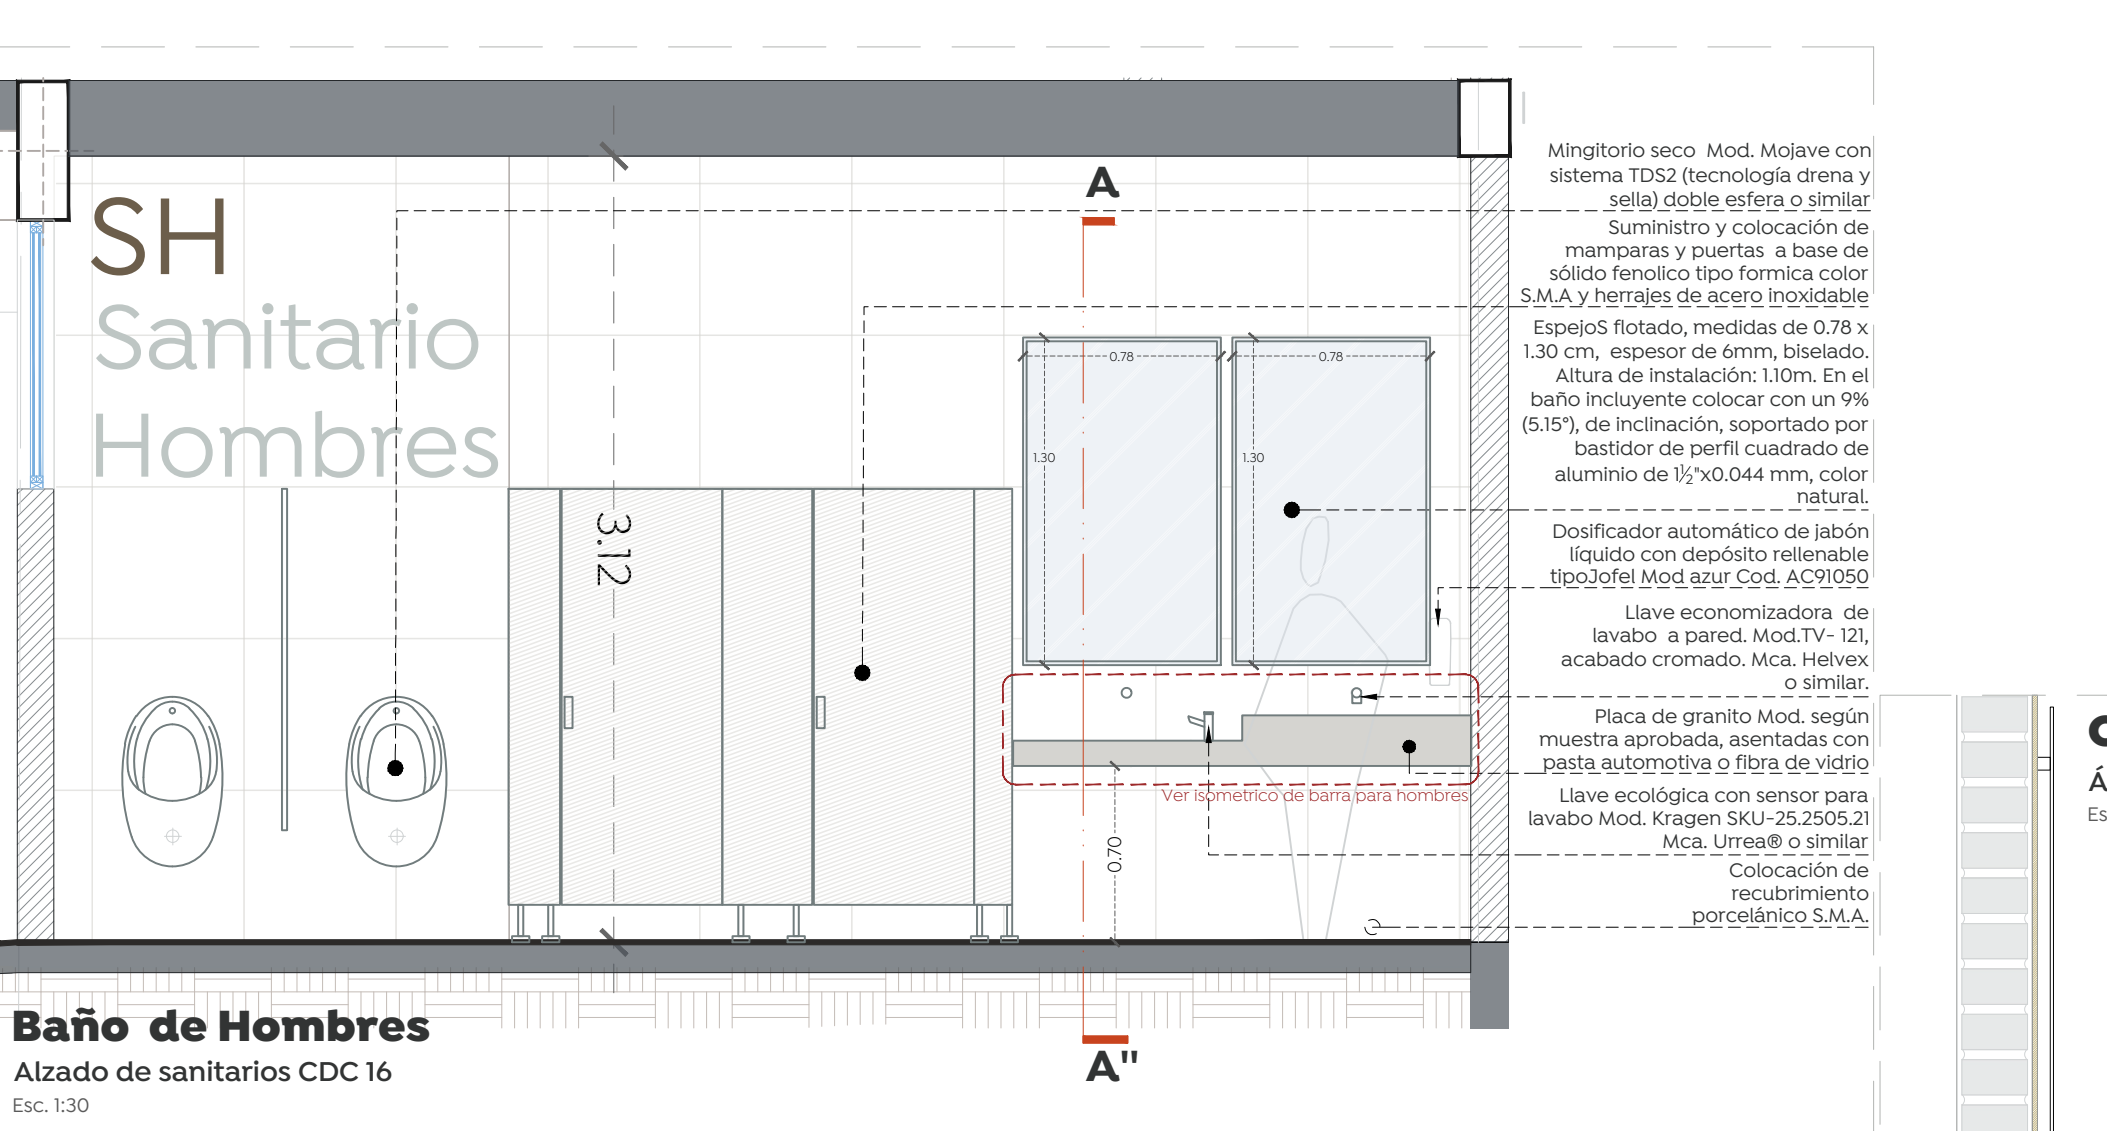 A
SH
Sanitario
Hombres
3.12
0.78
0.78
1.30
1.30
0.70
Ver isometrico de barra para hombres
Mingitorio seco Mod. Mojave con
sistema TDS2 (tecnología drena y
sella) doble esfera o similar
Suministro y colocación de
mamparas y puertas a base de
sólido fenolico tipo formica color
S.M.A y herrajes de acero inoxidable
EspejoS flotado, medidas de 0.78 x
1.30 cm, espesor de 6mm, biselado.
Altura de instalación: 1.10m. En el
baño incluyente colocar con un 9%
(5.15°), de inclinación, soportado por
bastidor de perfil cuadrado de
aluminio de 1½"x0.044 mm, color
natural.
Dosificador automático de jabón
líquido con depósito rellenable
tipoJofel Mod azur Cod. AC91050
Llave economizadora de
lavabo a pared. Mod.TV- 121,
acabado cromado. Mca. Helvex
o similar.
Placa de granito Mod. según
muestra aprobada, asentadas con
pasta automotiva o fibra de vidrio
Llave ecológica con sensor para
lavabo Mod. Kragen SKU-25.2505.21
Mca. Urrea® o similar
Colocación de
recubrimiento
porcelánico S.M.A.
A"
Baño de Hombres
Alzado de sanitarios CDC 16
Esc. 1:30